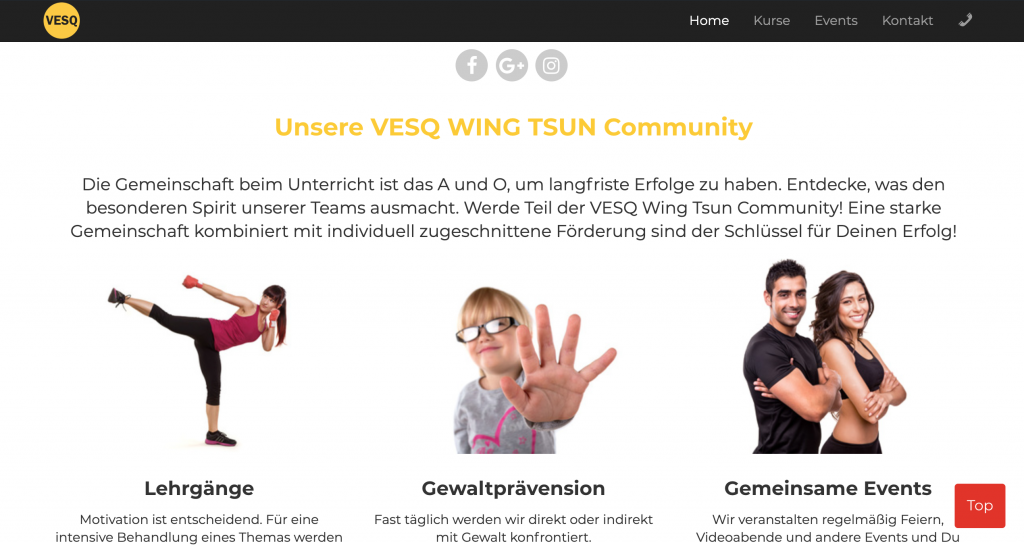 VESQ
Home Kurse Events Kontakt
Unsere VESQ WING TSUN Community
Die Gemeinschaft beim Unterricht ist das A und O, um langfriste Erfolge zu haben. Entdecke, was den
besonderen Spirit unserer Teams ausmacht. Werde Teil der VESQ Wing Tsun Community! Eine starke
Gemeinschaft kombiniert mit individuell zugeschnittene Förderung sind der Schlüssel für Deinen Erfolg!
Lehrgänge
Motivation ist entscheidend. Für eine
intensive Behandlung eines Themas werden
Gewaltprävension
Fast täglich werden wir direkt oder indirekt
mit Gewalt konfrontiert.
Gemeinsame Events
Wir veranstalten regelmäßig Feiern,
Videoabende und andere Events und Du
Top